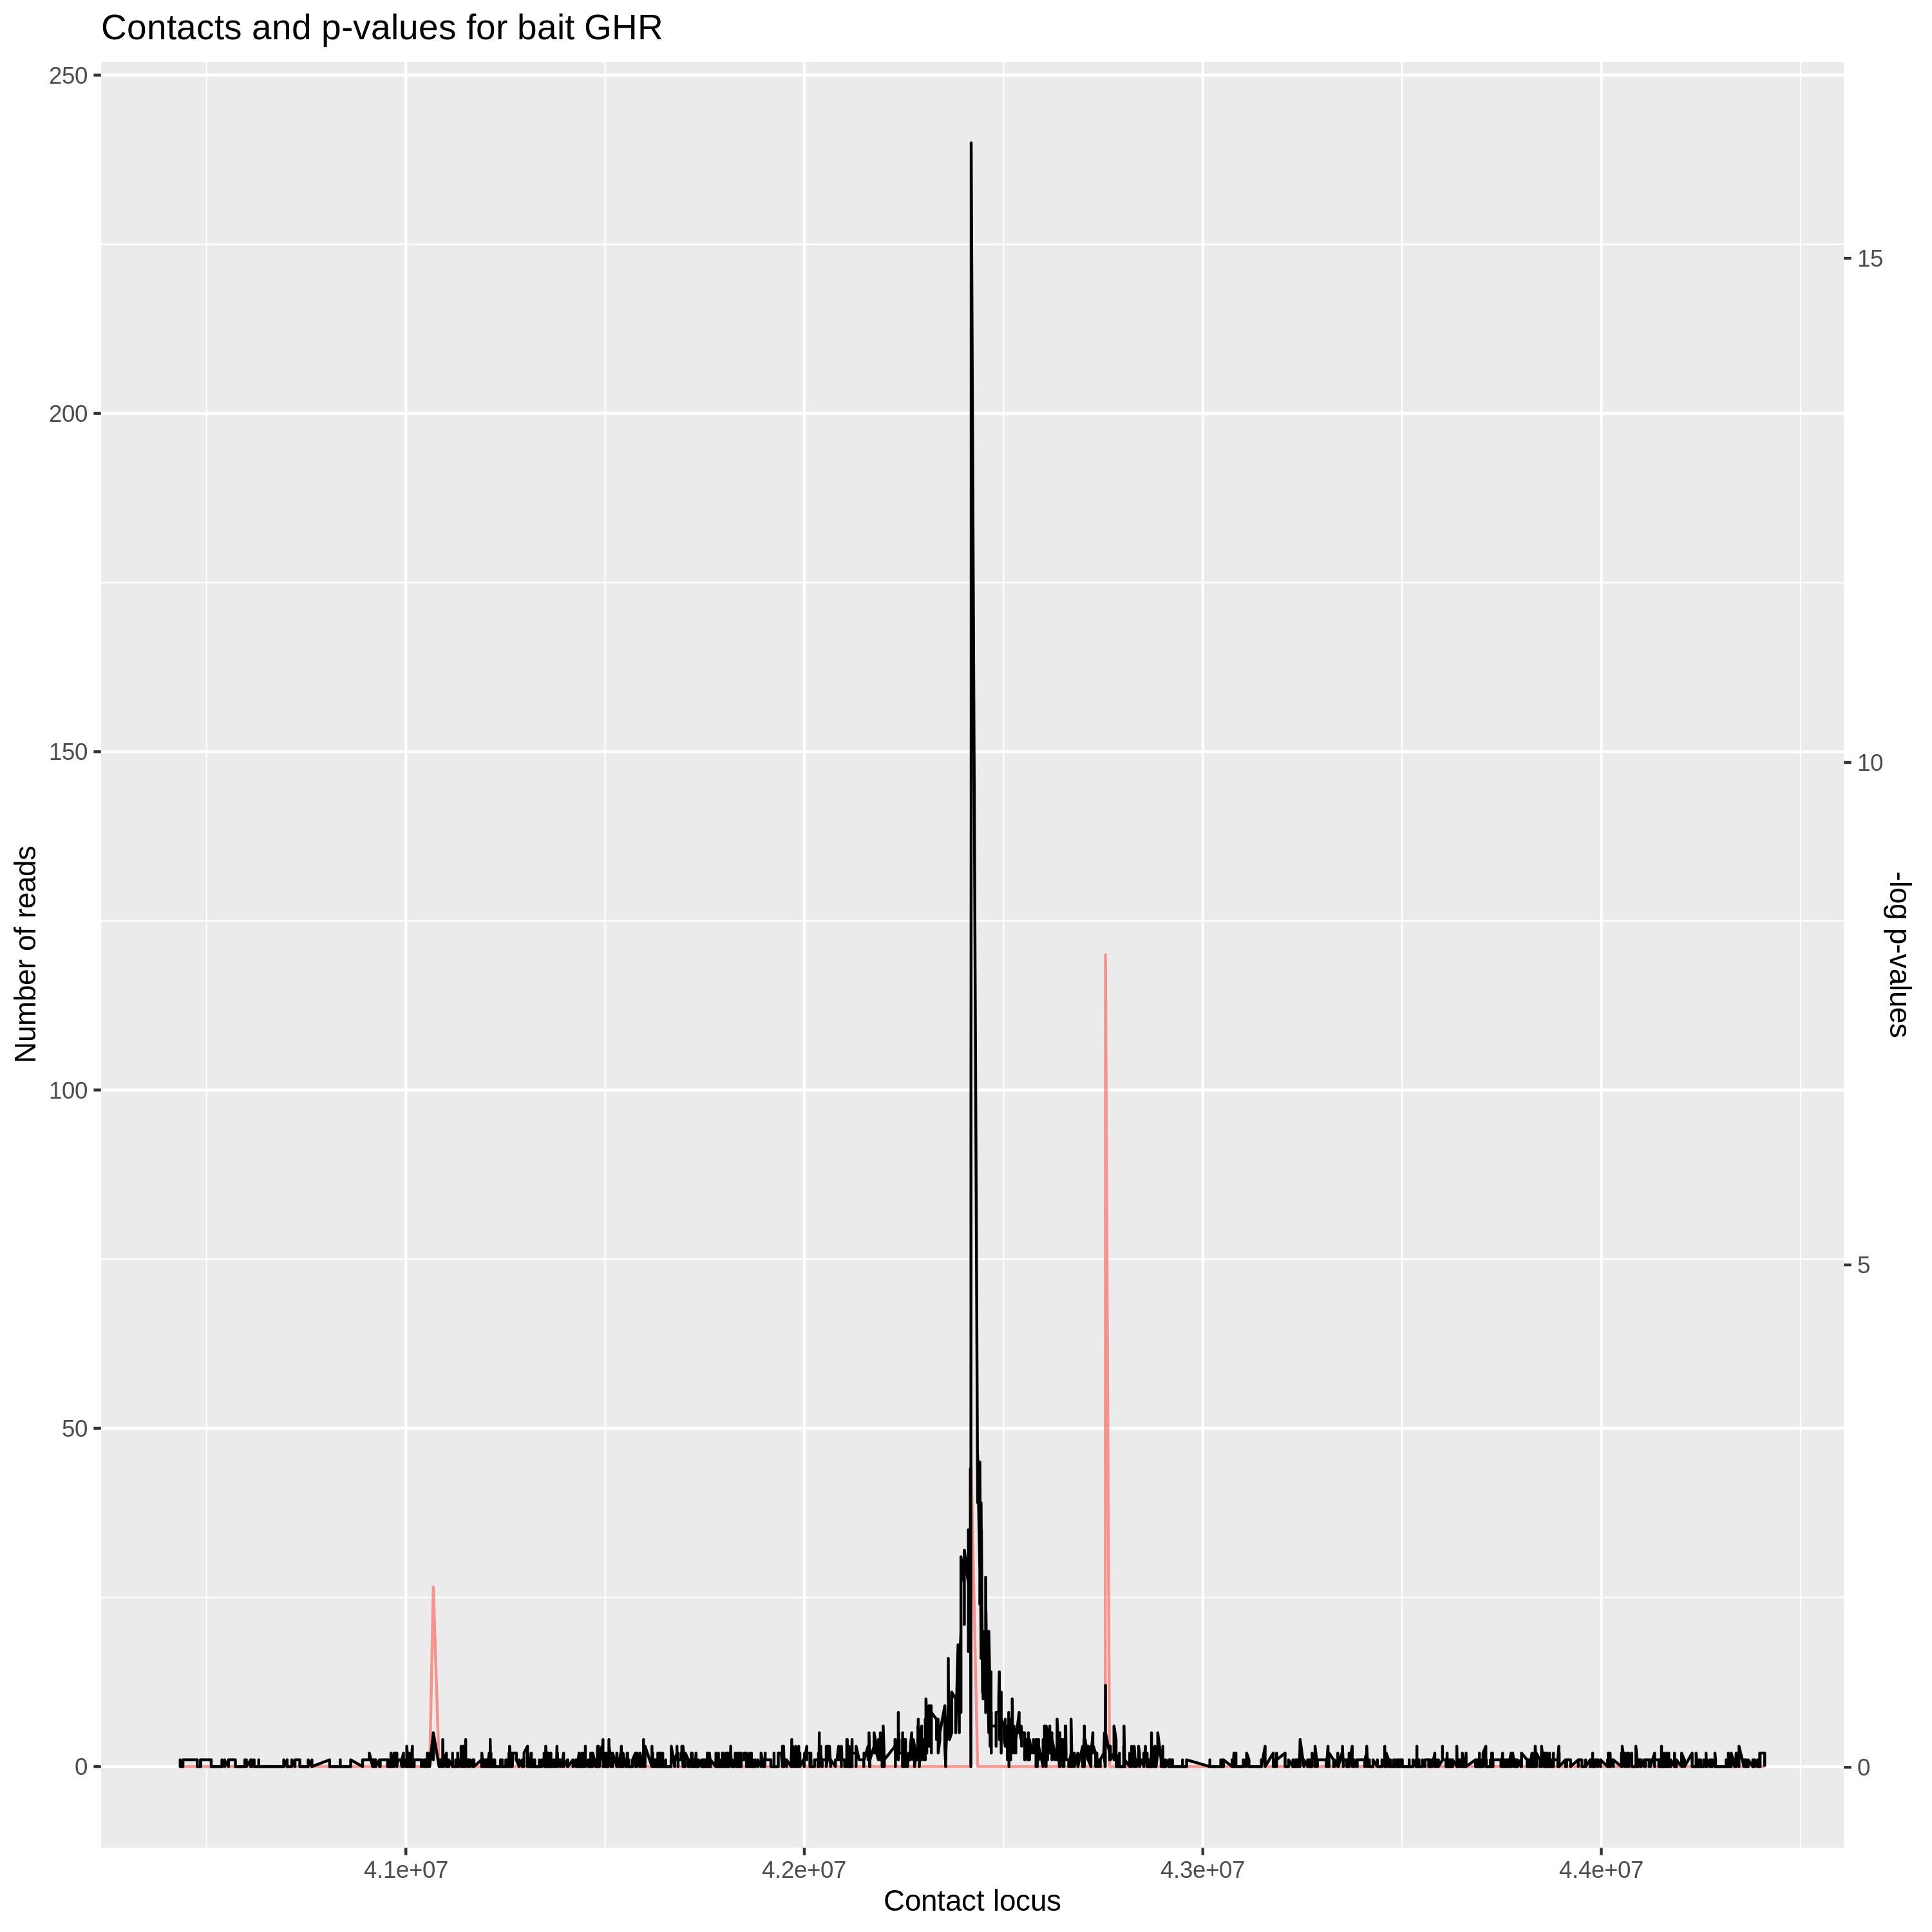 Contacts and p-values for bait GHR
250
200
150
100
50
0
Number of reads
15
10
5
0
-log p-values
4.1e+07 4.2e+07 4.3e+07 4.4e+07
Contact locus